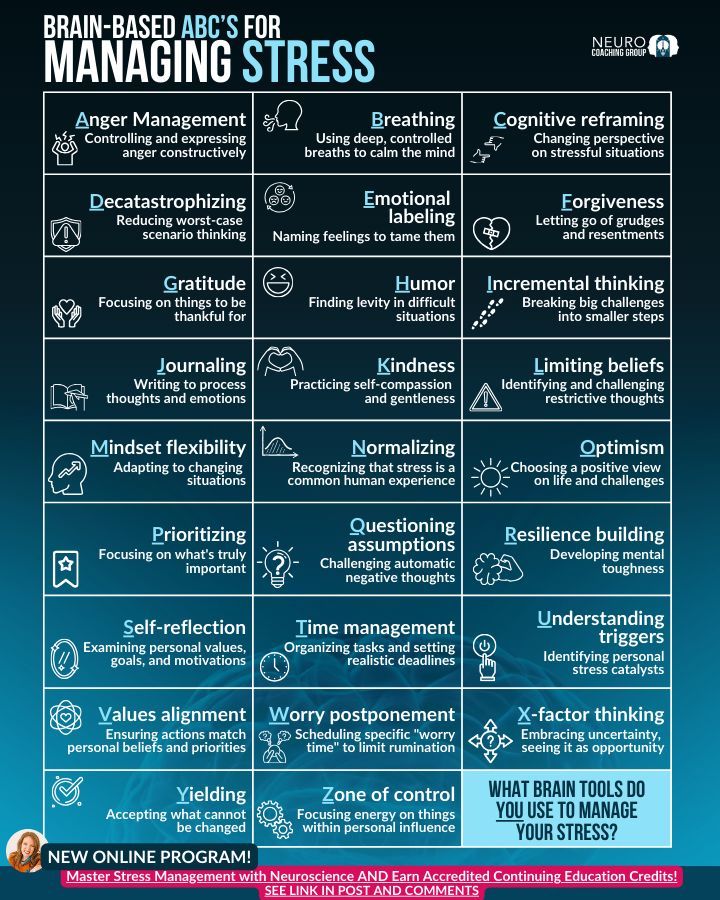 BRAIN-BASED ABC'S FOR
MANAGING STRESS
NEURO
COACHING GROUP
Anger Management
Controlling and expressing
anger constructively
Breathing
Using deep, controlled
breaths to calm the mind
Cognitive reframing
Changing perspective
on stressful situations
Decatastrophizing
Reducing worst-case
scenario thinking
Emotional
labeling
Naming feelings to tame them
Forgiveness
Letting go of grudges
and resentments
Gratitude
Focusing on things to be
thankful for
Humor
Finding levity in difficult
situations
Incremental thinking
Breaking big challenges
into smaller steps
Journaling
Writing to process
thoughts and emotions
Kindness
Practicing self-compassion
and gentleness
Limiting beliefs
Identifying and challenging
restrictive thoughts
Mindset flexibility
Adapting to changing
situations
Normalizing
Recognizing that stress is a
common human experience
Optimism
Choosing a positive view
on life and challenges
Prioritizing
Focusing on what's truly
important
Questioning
assumptions
Challenging automatic
negative thoughts
?
Resilience building
Developing mental
toughness
Self-reflection
Examining personal values,
goals, and motivations
Time management
Organizing tasks and setting
realistic deadlines
Understanding
triggers
Identifying personal
stress catalysts
Values alignment
Ensuring actions match
personal beliefs and priorities
Worry postponement
Scheduling specific "worry
time" to limit rumination
X-factor thinking
Embracing uncertainty,
seeing it as opportunity
?
Yielding
Accepting what cannot
be changed
Zone of control
Focusing energy on things
within personal influence
WHAT BRAIN TOOLS DO
YOU USE TO MANAGE
YOUR STRESS?
NEW ONLINE PROGRAM!
Master Stress Management with Neuroscience AND Earn Accredited Continuing Education Credits!
SEE LINK IN POST AND COMMENTS